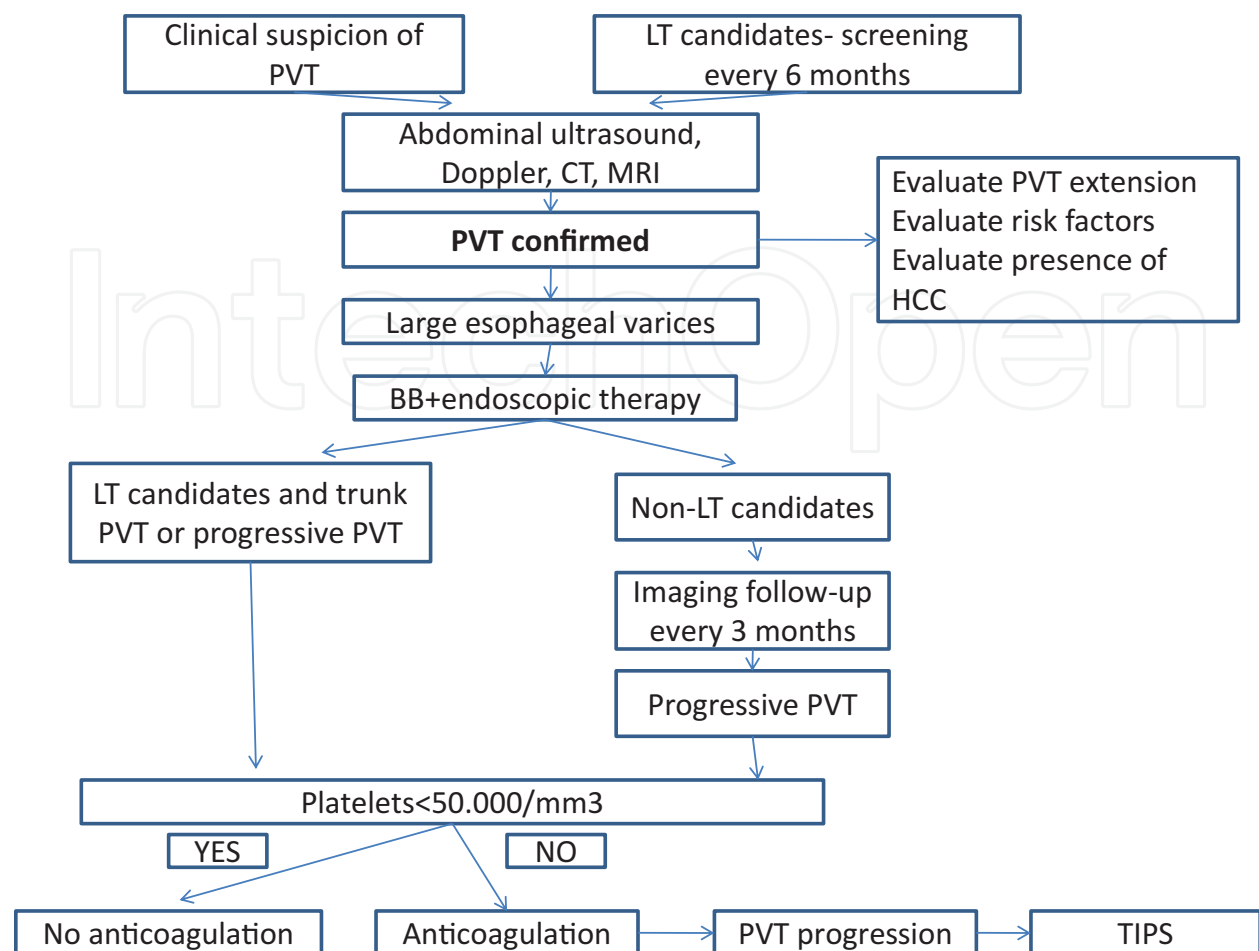 Clinical suspicion of
PVT
LT candidates- screening
every 6 months
Abdominal ultrasound,
Doppler, CT, MRI
PVT confirmed
Evaluate PVT extension
Evaluate risk factors
Evaluate presence of
HCC
IntechOpen
Large esophageal varices
BB+endoscopic therapy
LT candidates and trunk
PVT or progressive PVT
Non-LT candidates
Imaging follow-up
every 3 months
Progressive PVT
Platelets<50.000/mm3
YES
NO
No anticoagulation
Anticoagulation
PVT progression
TIPS